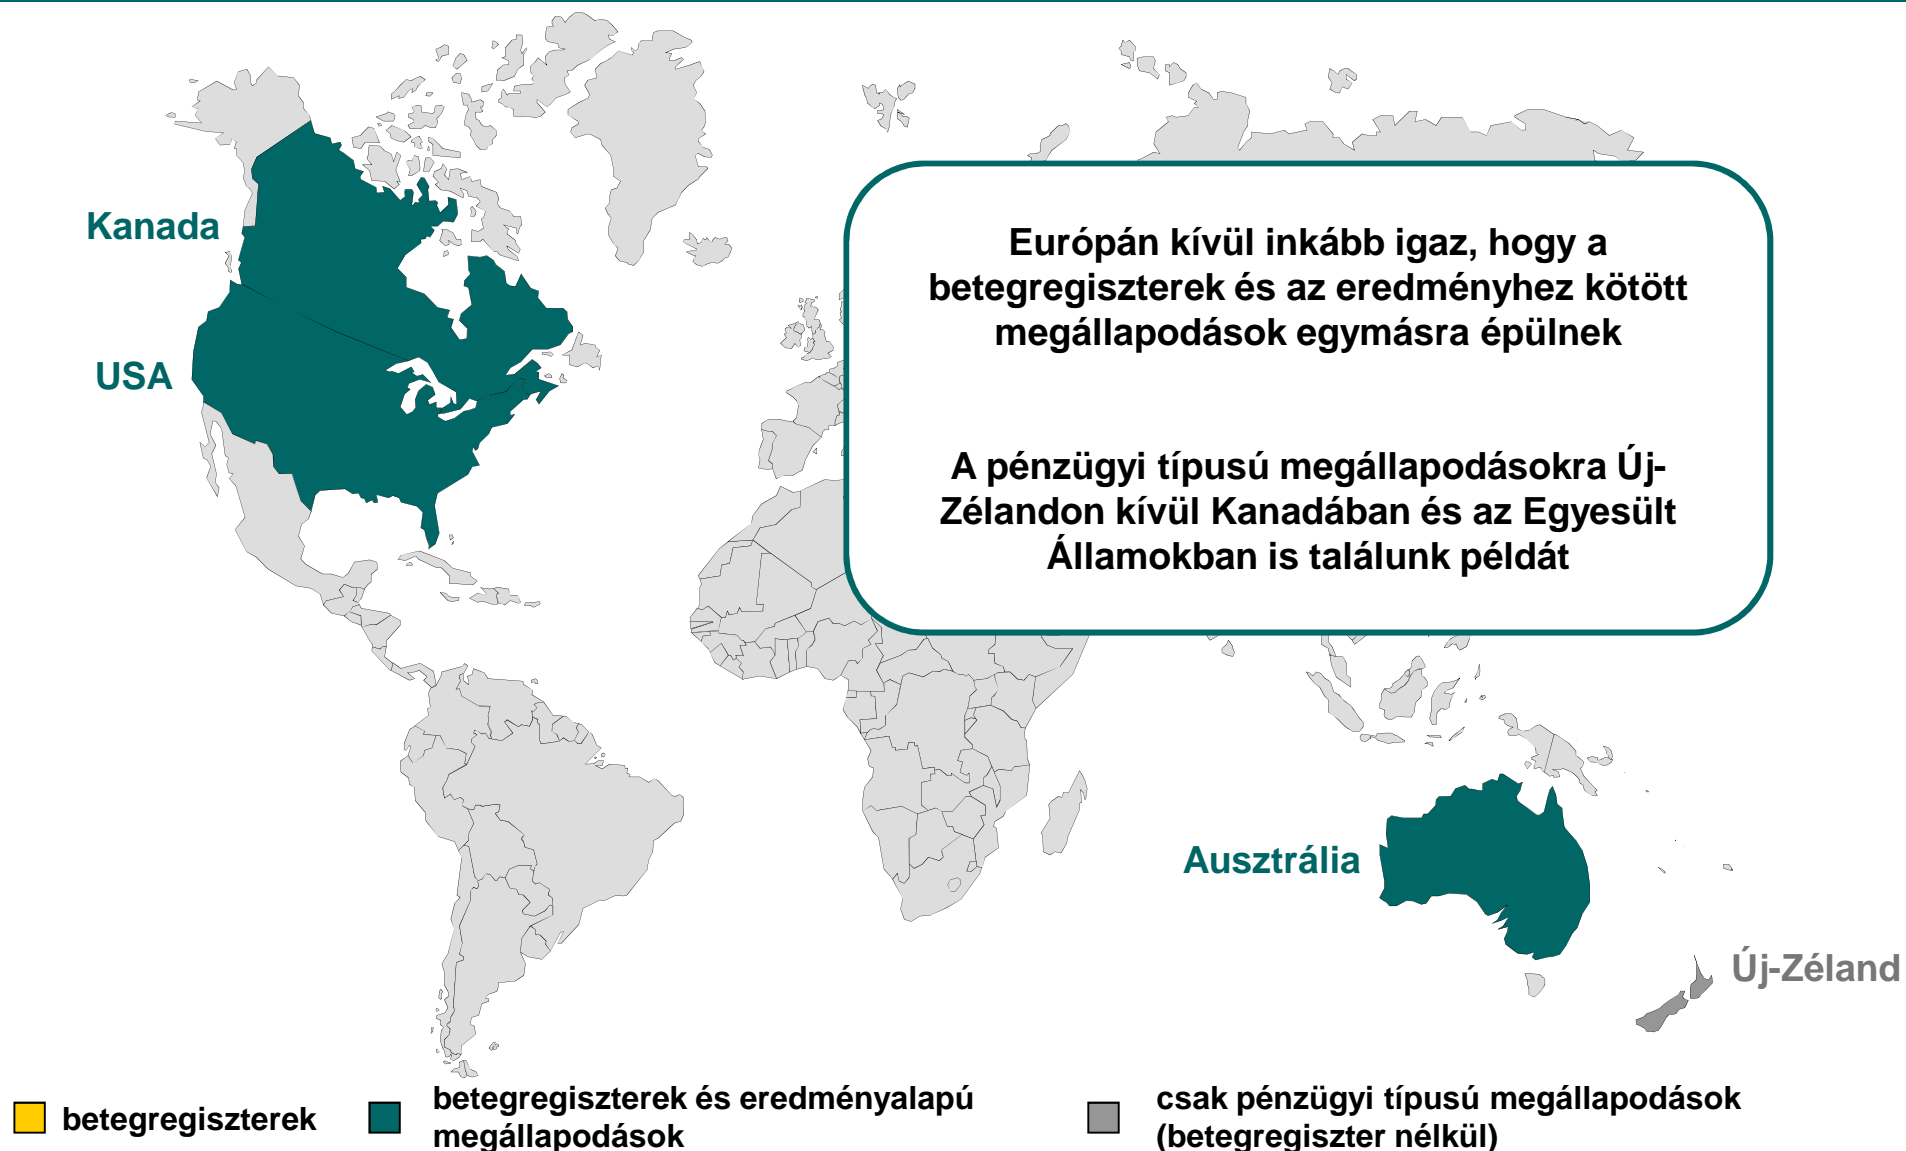 Kanada
USA
Európán kívül inkább igaz, hogy a
betegregiszterek és az eredményhez kötött
megállapodások egymásra épülnek
A pénzügyi típusú megállapodásokra Új-
Zélandon kívül Kanadában és az Egyesült
Államokban is találunk példát
Ausztrália
Új-Zéland
betegregiszterek
betegregiszterek és eredményalapú
megállapodások
csak pénzügyi típusú megállapodások
(betegregiszter nélkül)